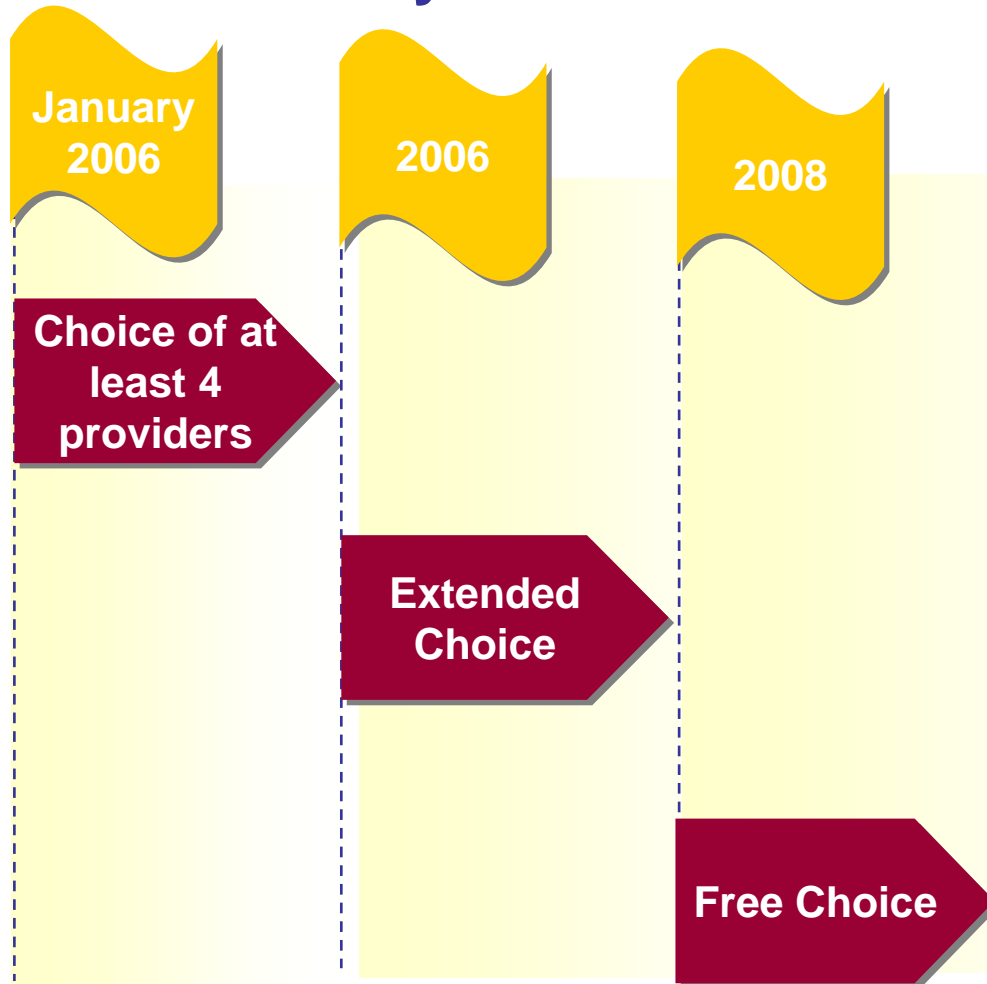 January
2006
2006
2008
Choice of at
least 4
providers
Extended
Choice
Free Choice